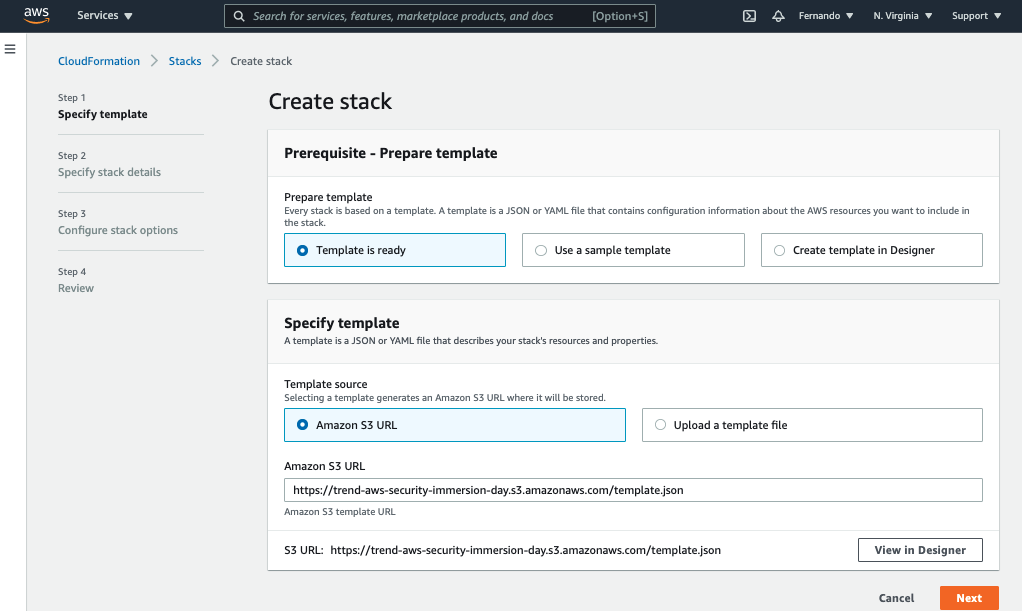 aws
Services
Search for services, features, marketplace products, and docs [Option+S]
Fernando
N. Virginia
Support
CloudFormation
Stacks
Create stack
Step 1
Specify template
Step 2
Specify stack details
Step 3
Configure stack options
Step 4
Review
Create stack
Prerequisite - Prepare template
Prepare template
Every stack is based on a template. A template is a JSON or YAML file that contains configuration information about the AWS resources you want to include in
the stack.
Template is ready
Use a sample template
Create template in Designer
Specify template
A template is a JSON or YAML file that describes your stack's resources and properties.
Template source
Selecting a template generates an Amazon S3 URL where it will be stored.
Amazon S3 URL
Upload a template file
Amazon S3 URL
https://trend-aws-security-immersion-day.s3.amazonaws.com/template.json
Amazon S3 template URL
S3 URL: https://trend-aws-security-immersion-day.s3.amazonaws.com/template.json
View in Designer
Cancel
Next